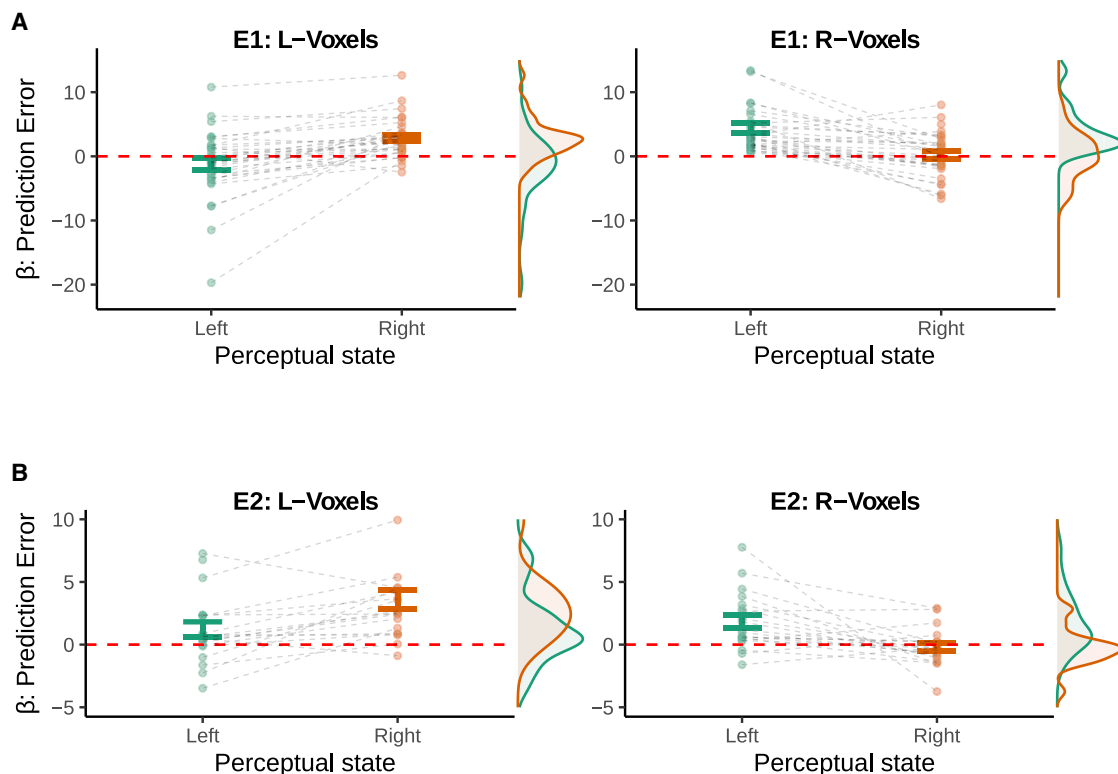 A
E1: L−Voxels
E1: R−Voxels
β: Prediction Error
10
0
−10
−20
10
0
−10
−20
Left
Right
Left
Right
Perceptual state
Perceptual state
B
E2: L−Voxels
E2: R−Voxels
β: Prediction Error
10
5
0
−5
10
5
0
−5
Left
Right
Left
Right
Perceptual state
Perceptual state